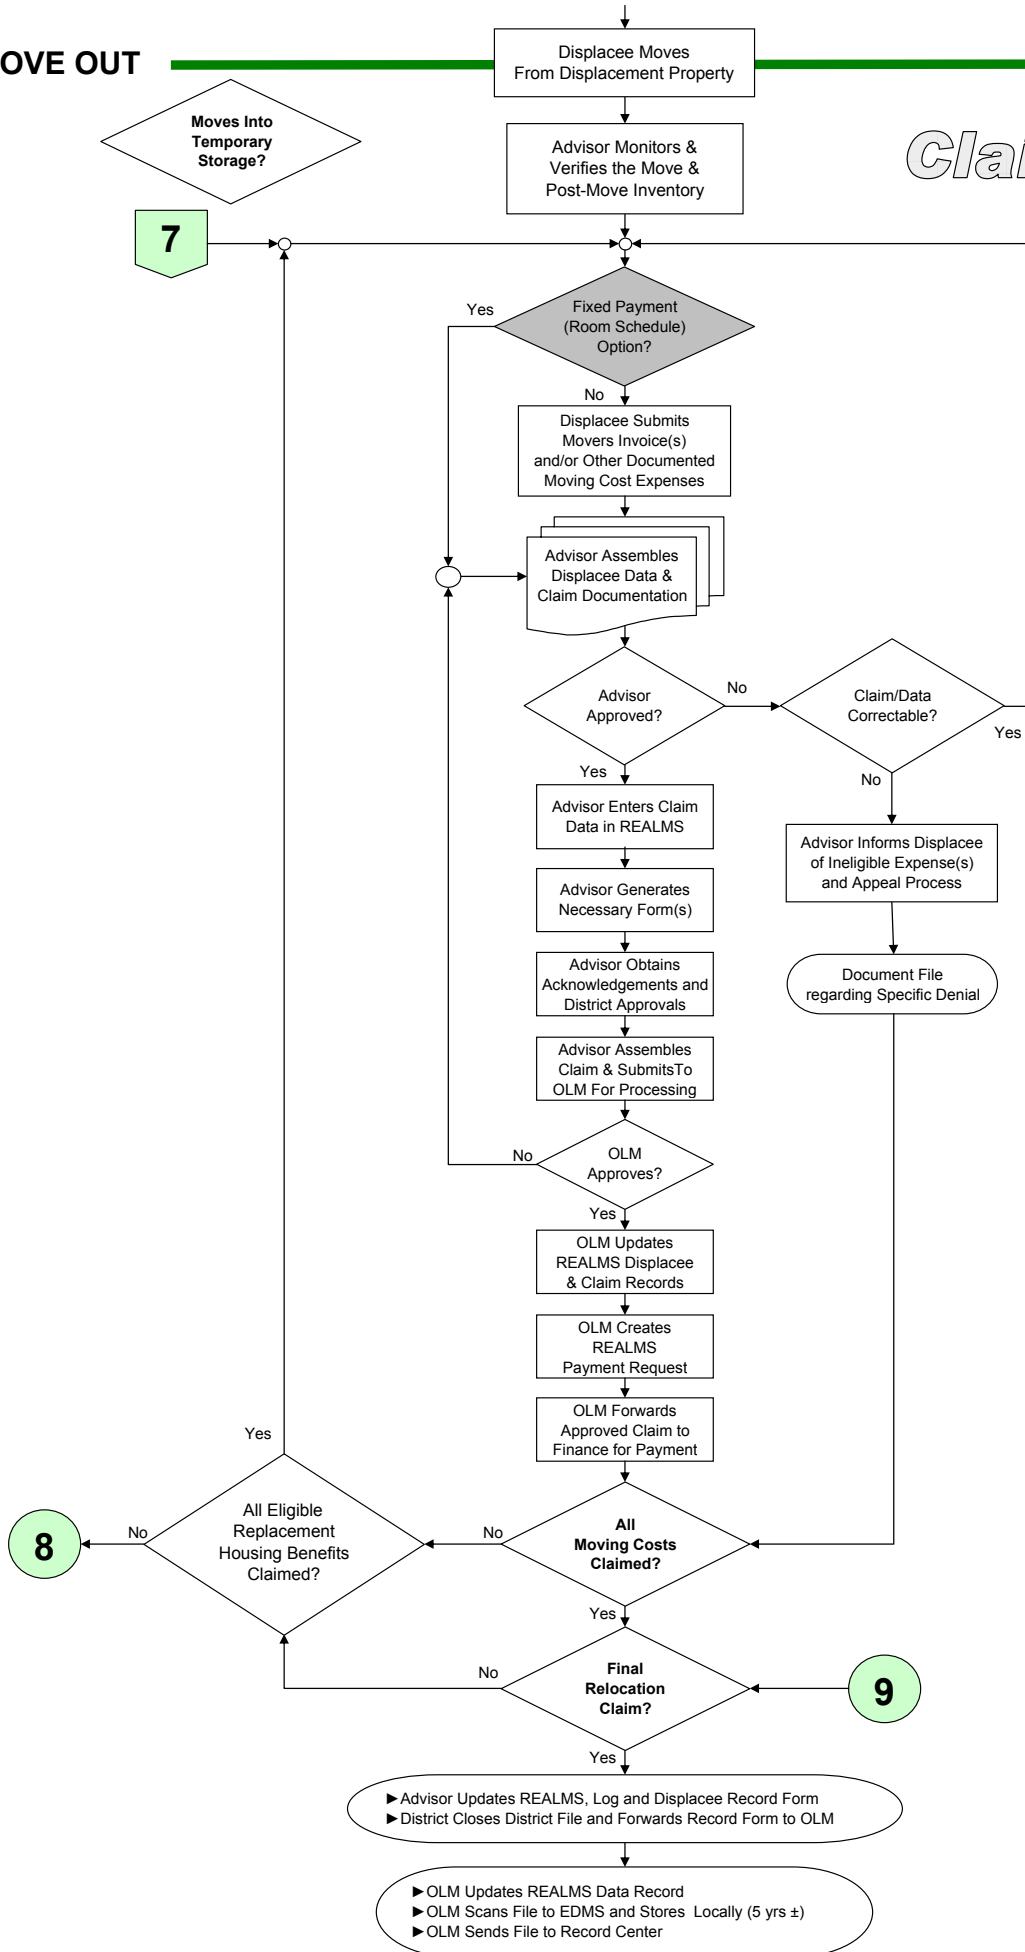 OVE OUT
Displacee Moves
From Displacement Property
Moves Into
Temporary
Storage?
Advisor Monitors &
Verifies the Move &
Post-Move Inventory
Clai
7
Yes
Fixed Payment
(Room Schedule)
Option?
No
Displacee Submits
Movers Invoice(s)
and/or Other Documented
Moving Cost Expenses
Advisor Assembles
Displacee Data &
Claim Documentation
Advisor
Approved?
No
Claim/Data
Correctable?
Yes
Yes
No
Advisor Enters Claim
Data in REALMS
Advisor Informs Displacee
of Ineligible Expense(s)
and Appeal Process
Advisor Generates
Necessary Form(s)
Advisor Obtains
Acknowledgements and
District Approvals
Document File
regarding Specific Denial
Advisor Assembles
Claim & SubmitsTo
OLM For Processing
No
OLM
Approves?
Yes
OLM Updates
REALMS Displacee
& Claim Records
OLM Creates
REALMS
Payment Request
OLM Forwards
Approved Claim to
Finance for Payment
Yes
8
No
All Eligible
Replacement
Housing Benefits
Claimed?
No
All
Moving Costs
Claimed?
Yes
No
Final
Relocation
Claim?
9
Yes
►Advisor Updates REALMS, Log and Displacee Record Form
►District Closes District File and Forwards Record Form to OLM
►OLM Updates REALMS Data Record
►OLM Scans File to EDMS and Stores Locally (5 yrs ±)
►OLM Sends File to Record Center